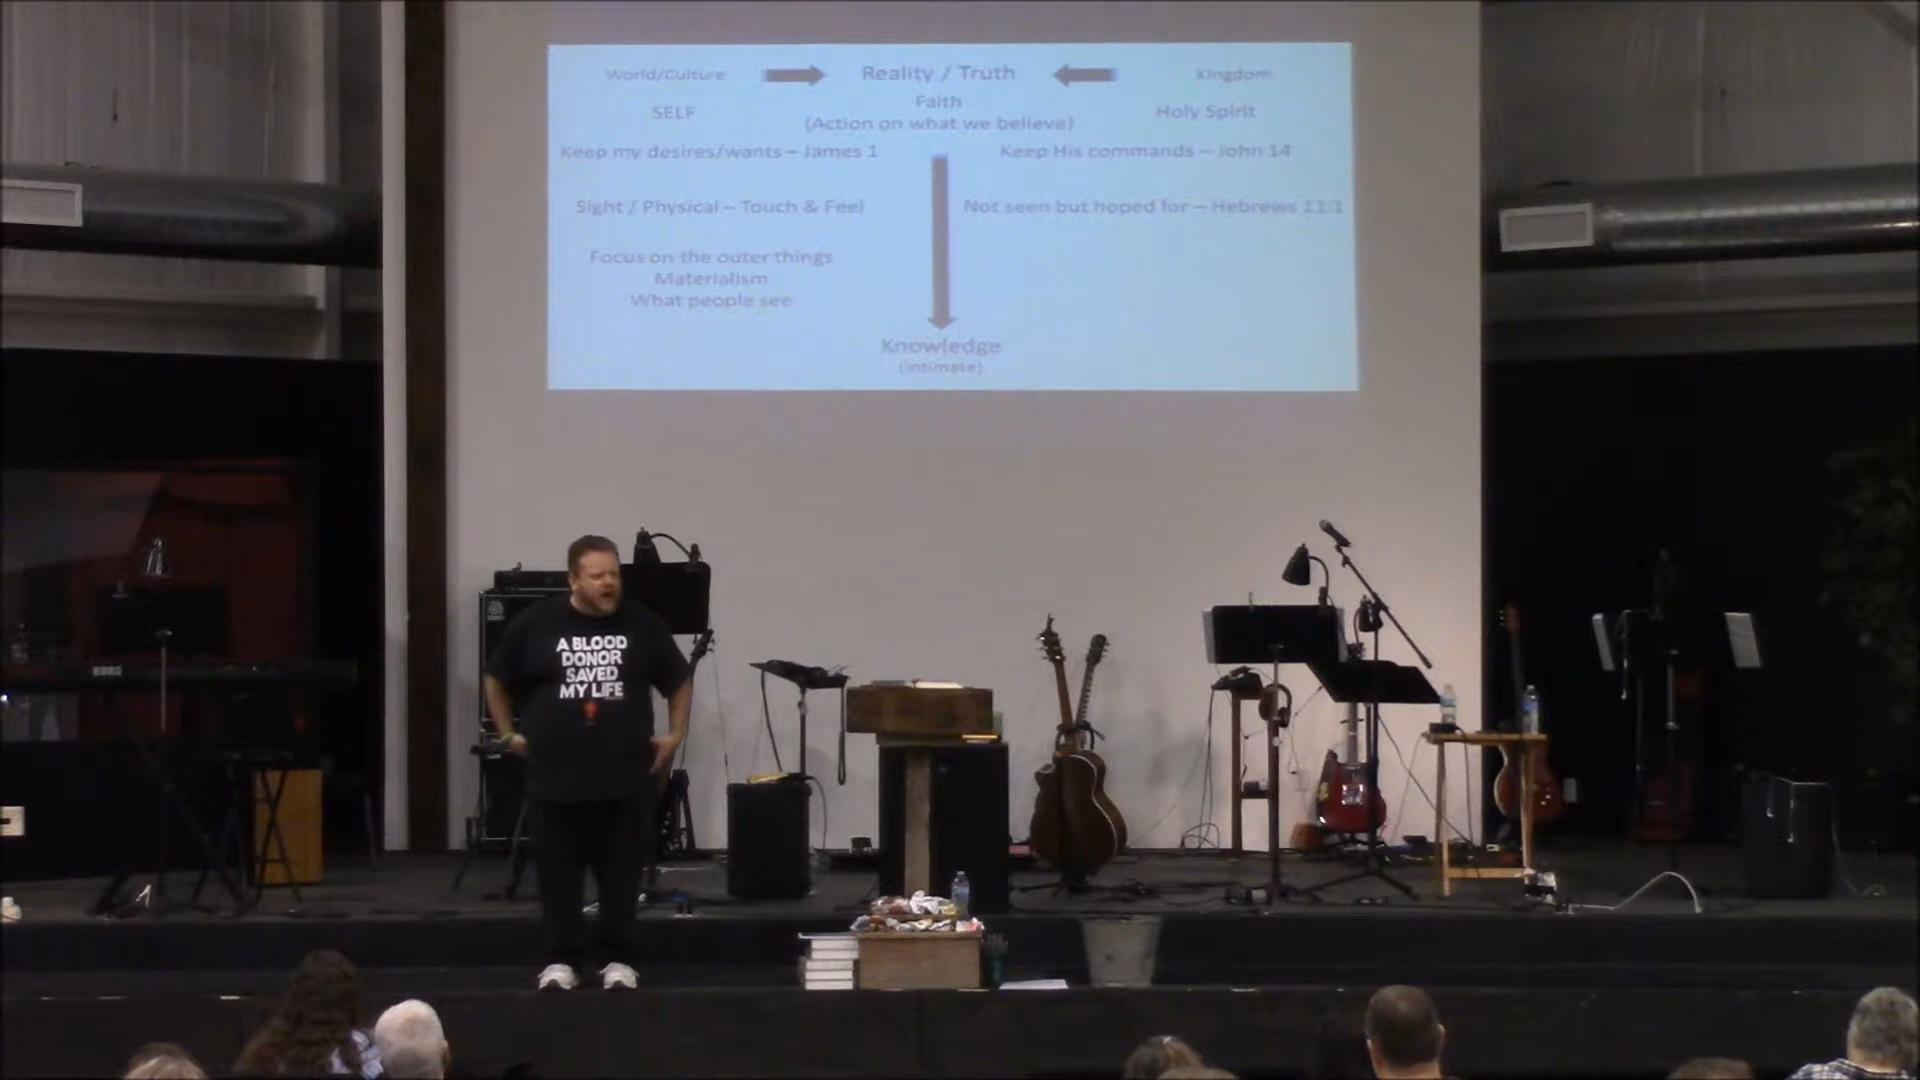 World/Culture
Reality / Truth
Kingdom
SELF
Faith
(Action on what we believe)
Holy Spirit
Keep my desires/wants – James 1
Keep His commands – John 14
Sight / Physical – Touch & Feel
Not seen but hoped for – Hebrews 11:1
Focus on the outer things
Materialism
What people see
Knowledge
(Intimate)
A BLOOD
DONOR
SAVED
MY LIFE
KORG